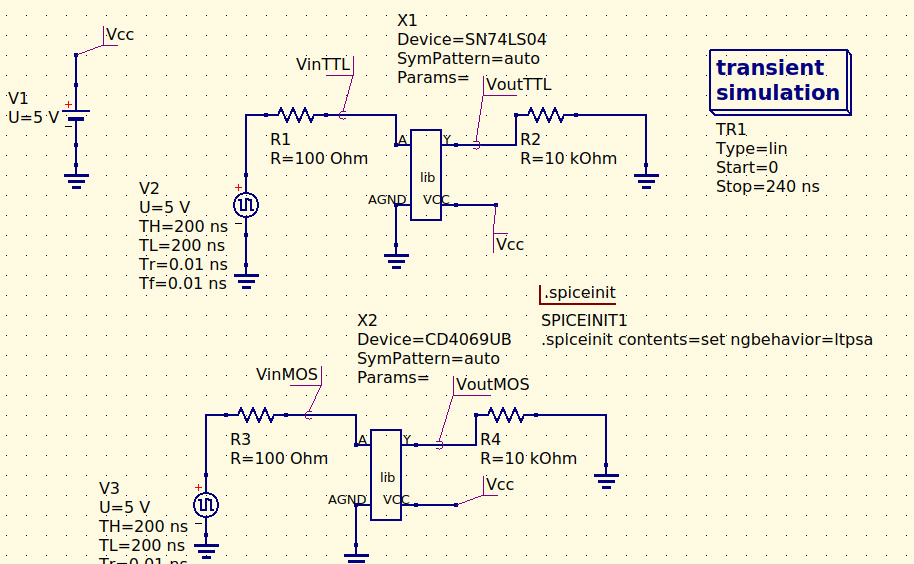 Vcc
V1
U=5 V
X1
Device=SN74LS04
SymPattern=auto
Params=
VinTTL
VoutTTL
R1
R=100 Ohm
A
Y
lib
AGND
VCC
R2
R=10 kOhm
Vcc
V2
U=5 V
TH=200 ns
TL=200 ns
Tr=0.01 ns
Tf=0.01 ns
transient
simulation
TR1
Type=lin
Start=0
Stop=240 ns
.spiceinit
SPICEINIT1
.spiceinit contents=set ngbehavior=ltpsa
X2
Device=CD4069UB
SymPattern=auto
Params=
VinMOS
VoutMOS
R3
R=100 Ohm
A
Y
lib
AGND
VCC
R4
R=10 kOhm
Vcc
V3
U=5 V
TH=200 ns
TL=200 ns
Tr=0.01 ns